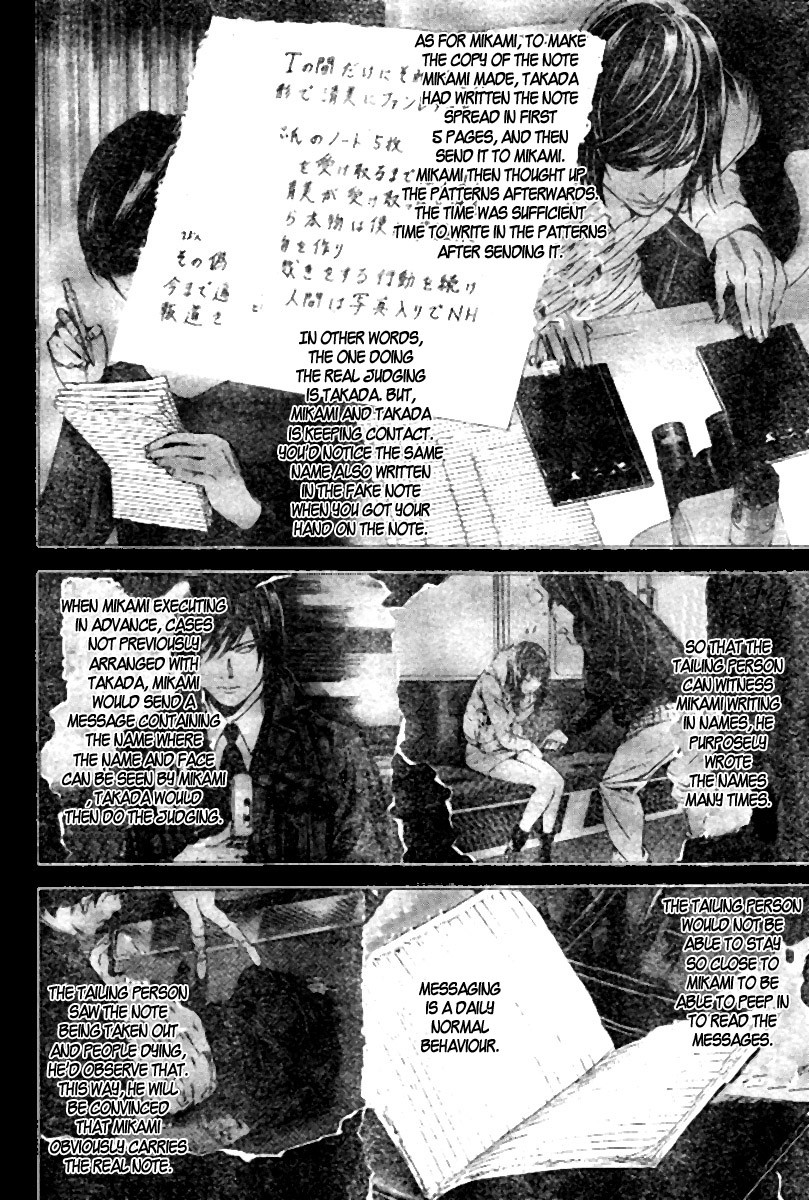 AS FOR MIKAMI, TO MAKE
THE COPY OF THE NOTE
MIKAMI MADE, TAKADA
HAD WRITTEN THE NOTE
SPREAD IN FIRST
5 PAGES, AND THEN
SEND IT TO MIKAMI.
MIKAMI THEN THOUGHT UP
THE PATTERNS AFTERWARDS.
THE TIME WAS SUFFICIENT
TIME TO WRITE IN THE PATTERNS
AFTER SENDING IT.
の間だけにその
形で清美にファンレ
紙のノート5枚
を受け取るまで
清美が受け取っ
ら本物は使
を作り
きをする行動を続け
人間は写真入りでNH
その偽
今まで通
報道を
と
IN OTHER WORDS,
THE ONE DOING
THE REAL JUDGING
IS TAKADA. BUT,
MIKAMI AND TAKADA
IS KEEPING CONTACT.
YOU'D NOTICE THE SAME
NAME ALSO WRITTEN
IN THE FAKE NOTE
WHEN YOU GOT YOUR
HAND ON THE NOTE.
SO THAT THE
TAILING PERSON
CAN WITNESS
MIKAMI WRITING
IN NAMES, HE
PURPOSELY
WROTE
THE NAMES
MANY TIMES.
WHEN MIKAMI EXECUTING
IN ADVANCE, CASES
NOT PREVIOUSLY
ARRANGED WITH
TAKADA, MIKAMI
WOULD SEND A
MESSAGE CONTAINING
THE NAME WHERE
THE NAME AND FACE
CAN BE SEEN BY MIKAMI
, TAKADA WOULD
THEN DO THE JUDGING.
THE TAILING PERSON
WOULD NOT BE
ABLE TO STAY
SO CLOSE TO
MIKAMI TO BE
ABLE TO PEEP IN
TO READ THE
MESSAGES.
MESSAGING
IS A DAILY
NORMAL
BEHAVIOUR.
THE TAILING PERSON
SAW THE NOTE
BEING TAKEN OUT
AND PEOPLE DYING,
HE'D OBSERVE THAT.
THIS WAY, HE WILL
BE CONVINCED
THAT MIKAMI
OBVIOUSLY CARRIES
THE REAL NOTE.